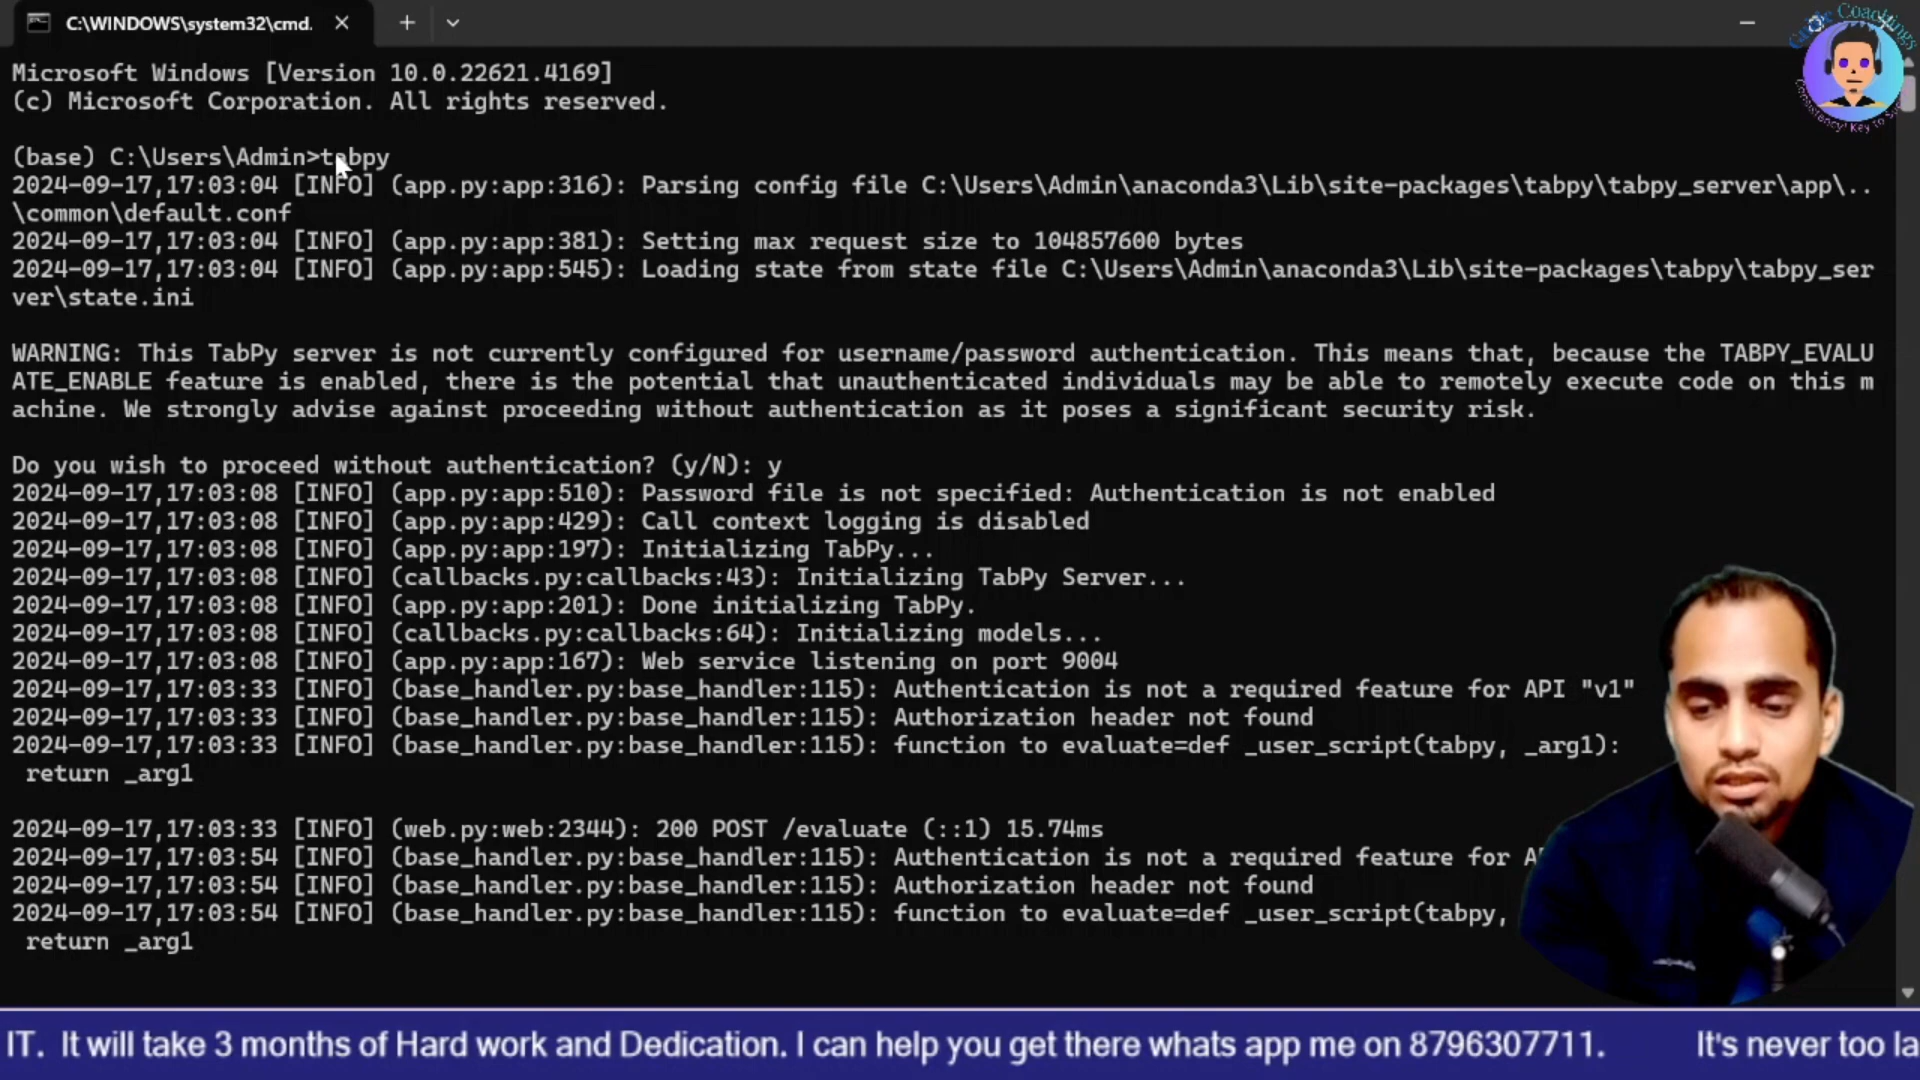 C:\WINDOWS\system32\cmd.
Microsoft Windows [Version 10.0.22621.4169]
(c) Microsoft Corporation. All rights reserved.
(base) C:\Users\Admin>tabpy
2024-09-17,17:03:04 [INFO] (app.py:app:316): Parsing config file C:\Users\Admin\anaconda3\Lib\site-packages\tabpy\tabpy_server\app\..
\common\default.conf
2024-09-17,17:03:04 [INFO] (app.py:app:381): Setting max request size to 104857600 bytes
2024-09-17,17:03:04 [INFO] (app.py:app:545): Loading state from state file C:\Users\Admin\anaconda3\Lib\site-packages\tabpy\tabpy_ser
ver\state.ini
WARNING: This TabPy server is not currently configured for username/password authentication. This means that, because the TABPY_EVALU
ATE_ENABLE feature is enabled, there is the potential that unauthenticated individuals may be able to remotely execute code on this m
achine. We strongly advise against proceeding without authentication as it poses a significant security risk.
Do you wish to proceed without authentication? (y/N): y
2024-09-17,17:03:08 [INFO] (app.py:app:510): Password file is not specified: Authentication is not enabled
2024-09-17,17:03:08 [INFO] (app.py:app:429): Call context logging is disabled
2024-09-17,17:03:08 [INFO] (app.py:app:197): Initializing TabPy...
2024-09-17,17:03:08 [INFO] (callbacks.py:callbacks:43): Initializing TabPy Server...
2024-09-17,17:03:08 [INFO] (app.py:app:201): Done initializing TabPy.
2024-09-17,17:03:08 [INFO] (callbacks.py:callbacks:64): Initializing models...
2024-09-17,17:03:08 [INFO] (app.py:app:167): Web service listening on port 9004
2024-09-17,17:03:33 [INFO] (base_handler.py:base_handler:115): Authentication is not a required feature for API "v1"
2024-09-17,17:03:33 [INFO] (base_handler.py:base_handler:115): Authorization header not found
2024-09-17,17:03:33 [INFO] (base_handler.py:base_handler:115): function to evaluate=def _user_script(tabpy, _arg1):
return _arg1
2024-09-17,17:03:33 [INFO] (web.py:web:2344): 200 POST /evaluate (::1) 15.74ms
2024-09-17,17:03:54 [INFO] (base_handler.py:base_handler:115): Authentication is not a required feature for
2024-09-17,17:03:54 [INFO] (base_handler.py:base_handler:115): Authorization header not found
2024-09-17,17:03:54 [INFO] (base_handler.py:base_handler:115): function to evaluate=def _user_script(tabpy,
return _arg1
IT. It will take 3 months of Hard work and Dedication. I can help you get there whats app me on 8796307711. It's never too la